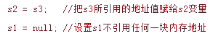 s2 = s3;  //把s3所引用的地址值赋给s2变量
s1 = null; //设置s1不引用任何一块内存地址